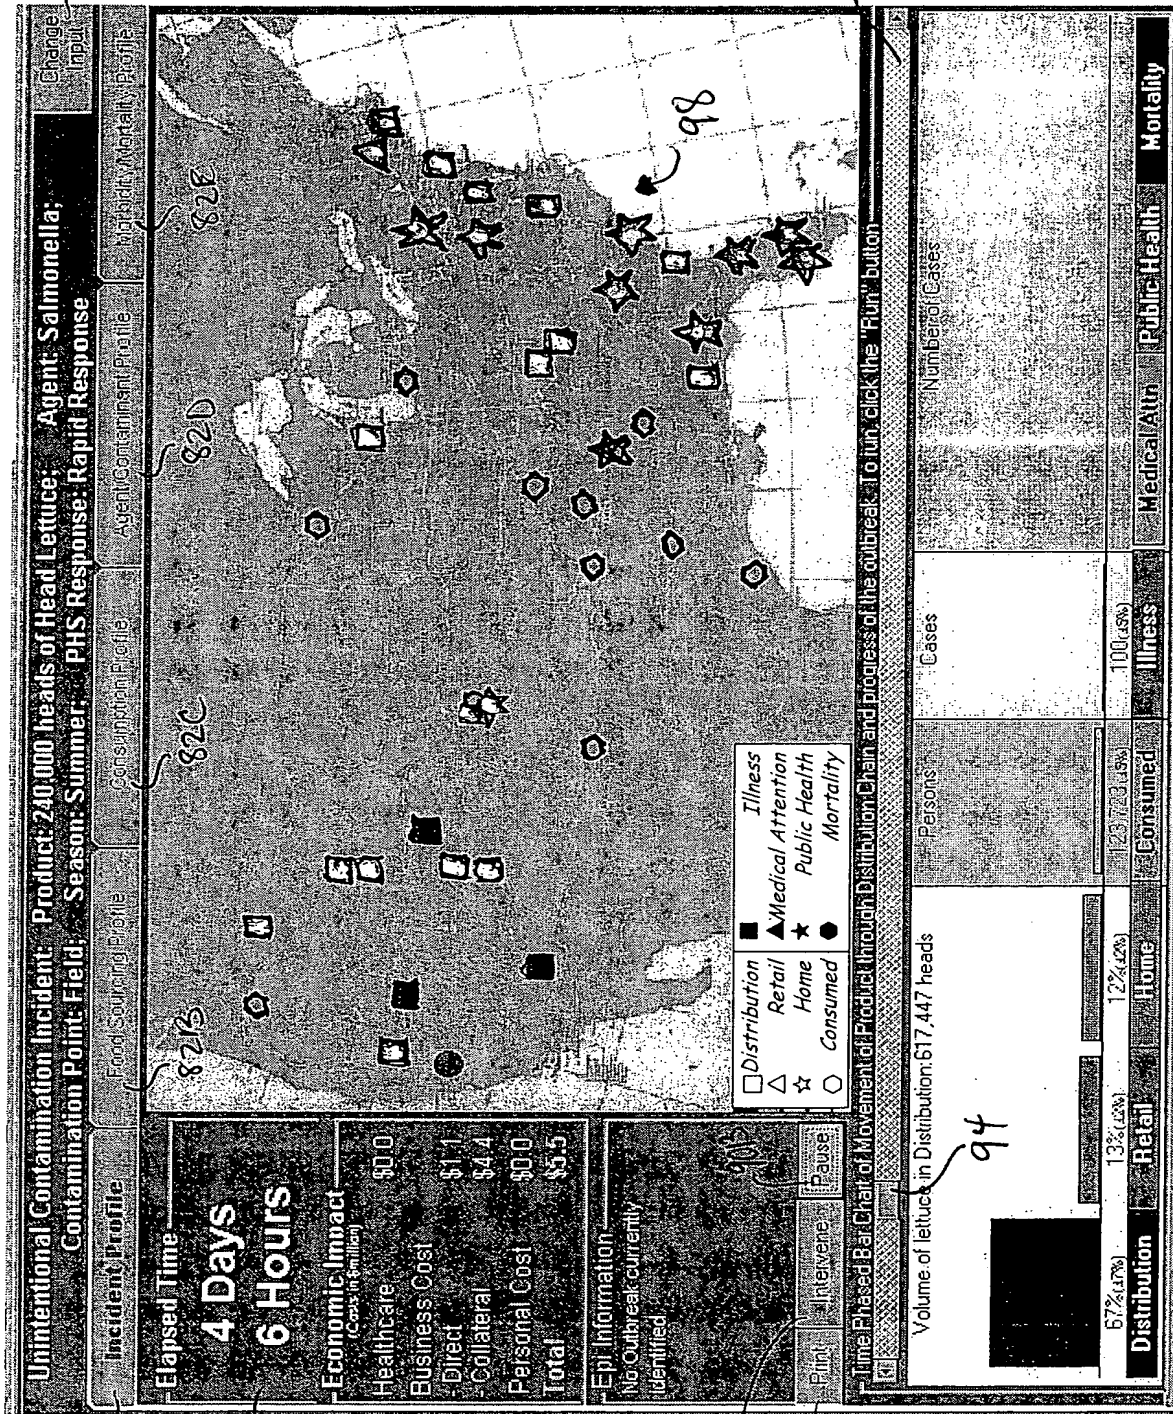 Unintentional Contamination Incident: Product: 240,000 heads of Head Lettuce; Agent: Salmonella;
Contamination Point: Field; Season: Summer; PHS Response: Rapid Response
Change
Input
Incident Profile
Food Sourcing Profile
Consumption Profile
Agent/Contaminant Profile
Morbidity/Mortality Profile
82B
82C
82D
82E
Elapsed Time
4 Days
6 Hours
Economic Impact
(Costs in $million)
Healthcare $0.0
Business Cost
-Direct $1.1
-Collateral $4.4
Personal Cost $0.0
Total $5.5
Epi Information
No Outbreak currently
Identified
Print
Intervene
Pause
98
Distribution
Retail
Home
Consumed
Illness
Medical Attention
Public Health
Mortality
Time Phased Bar Chart of Movement of Product through Distribution Chain and progress of the outbreak. To run, click the "Run" button
94
Volume of lettuce in Distribution:617,447 heads
Persons
Cases
Number of Cases
Distribution
Retail
Home
Consumed
Illness
Medical Attn
Public Health
Mortality